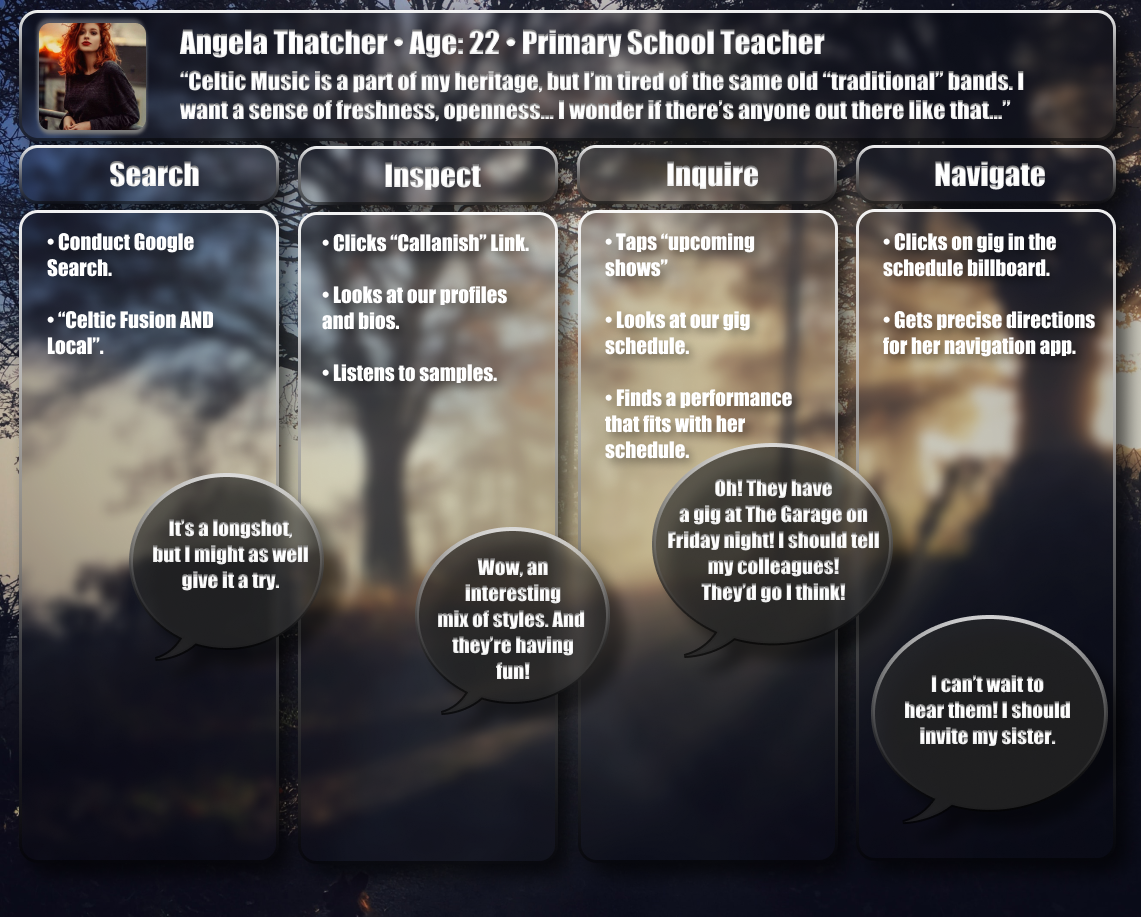 Angela Thatcher • Age: 22 • Primary School Teacher
“Celtic Music is a part of my heritage, but I’m tired of the same old “traditional” bands. I
want a sense of freshness, openness... I wonder if there’s anyone out there like that...”
Search
Inspect
Inquire
Navigate
• Conduct Google
Search.
• “Celtic Fusion AND
Local”.
It’s a longshot,
but I might as well
give it a try.
• Clicks “Callanish” Link.
• Looks at our profiles
and bios.
• Listens to samples.
Wow, an
interesting
mix of styles. And
they’re having
fun!
• Taps “upcoming
shows”
• Looks at our gig
schedule.
• Finds a performance
that fits with her
schedule.
Oh! They have
a gig at The Garage on
Friday night! I should tell
my colleagues!
They’d go I think!
• Clicks on gig in the
schedule billboard.
• Gets precise directions
for her navigation app.
I can’t wait to
hear them! I should
invite my sister.